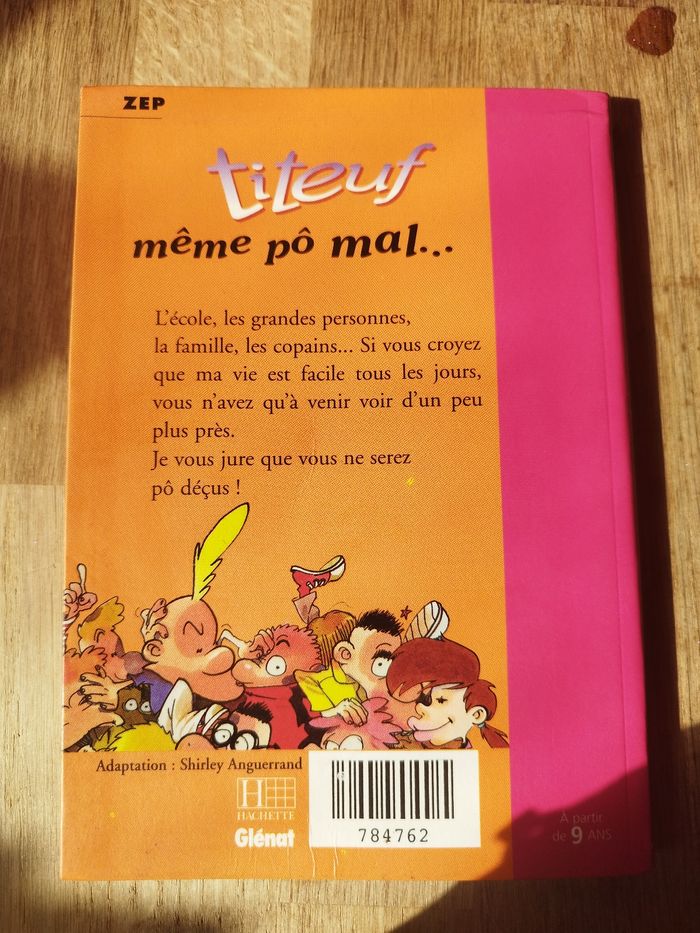 ZEP
titeuf
même pô mal...
L'école, les grandes personnes,
la famille, les copains... Si vous croyez
que ma vie est facile tous les jours,
vous n'avez qu'à venir voir d'un peu
plus près.
Je vous jure que vous ne serez
pô déçus !
Adaptation : Shirley Anguerrand
H
HACHETTE
Glénat
784762
À partir
de 9 ANS